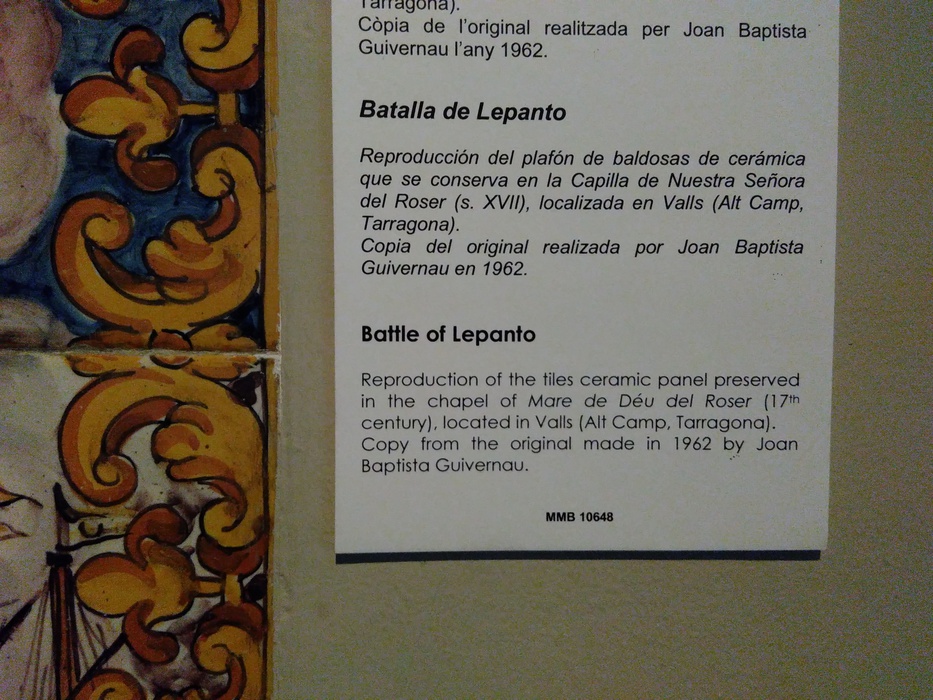 Tarragona).
Còpia de l'original realitzada per Joan Baptista
Guivernau l'any 1962.
Batalla de Lepanto
Reproducción del plafón de baldosas de cerámica
que se conserva en la Capilla de Nuestra Señora
del Roser (s. XVII), localizada en Valls (Alt Camp,
Tarragona).
Copia del original realizada por Joan Baptista
Guivernau en 1962.
Battle of Lepanto
Reproduction of the tiles ceramic panel preserved
in the chapel of Mare de Déu del Roser (17th
century), located in Valls (Alt Camp, Tarragona).
Copy from the original made in 1962 by Joan
Baptista Guivernau.
MMB 10648